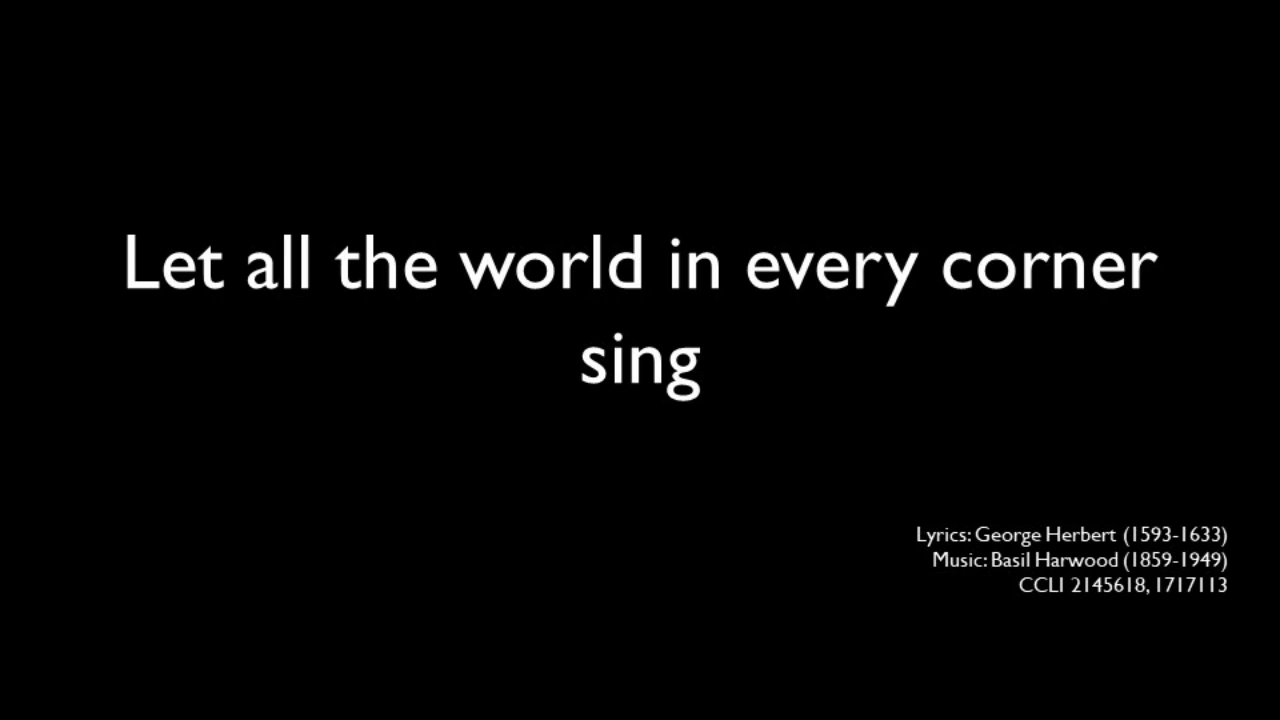 Let all the world in every corner
sing
Lyrics: George Herbert (1593-1633)
Music: Basil Harwood (1859-1949)
CCLI 2145618, 1717113